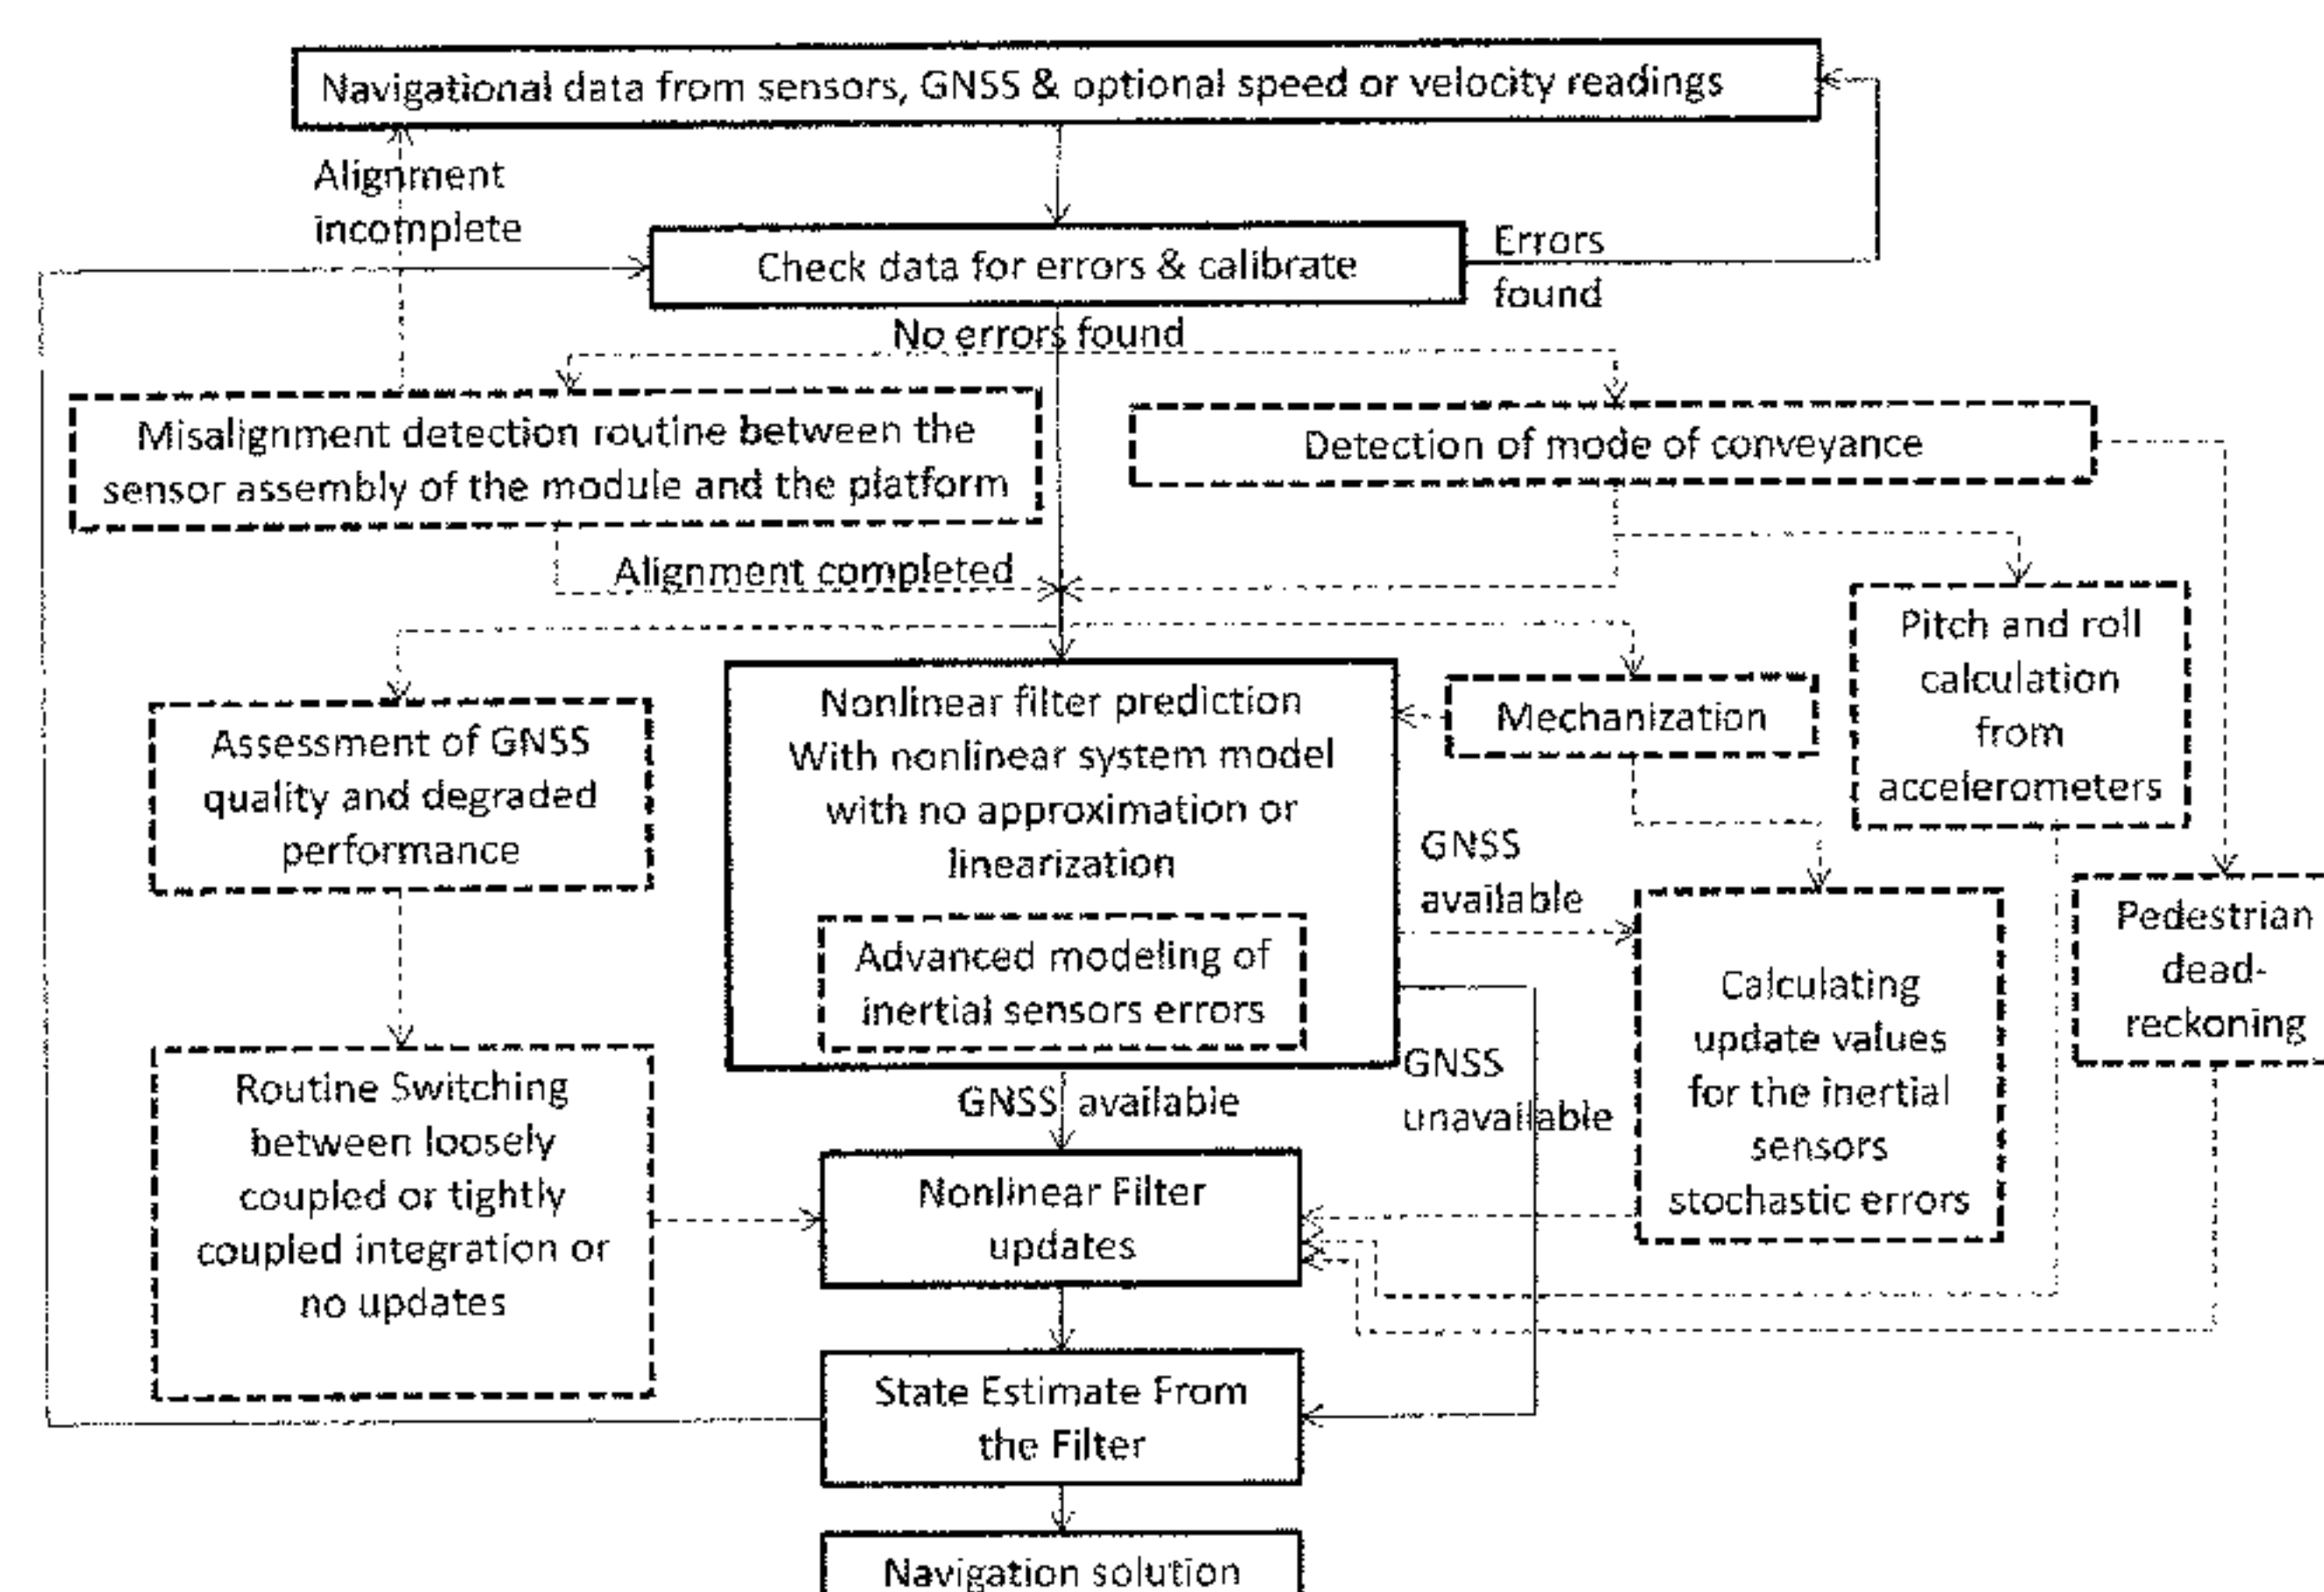 Navigational data from sensors, GNSS & optional speed or velocity readings
Alignment
incomplete
Check data for errors & calibrate
Errors
found
No errors found
Misalignment detection routine between the
sensor assembly of the module and the platform
Detection of mode of conveyance
Alignment completed
Pitch and roll
calculation
from
accelerometers
Assessment of GNSS
quality and degraded
performance
Nonlinear filter prediction
With nonlinear system model
with no approximation or
linearization
Mechanization
GNSS
available
Advanced modeling of
inertial sensors errors
Pedestrian
dead-
reckoning
Calculating
update values
for the inertial
sensors
stochastic errors
GNSS
unavailable
GNSS available
Routine Switching
between loosely
coupled or tightly
coupled integration or
no updates
Nonlinear Filter
updates
State Estimate From
the Filter
Navigation solution